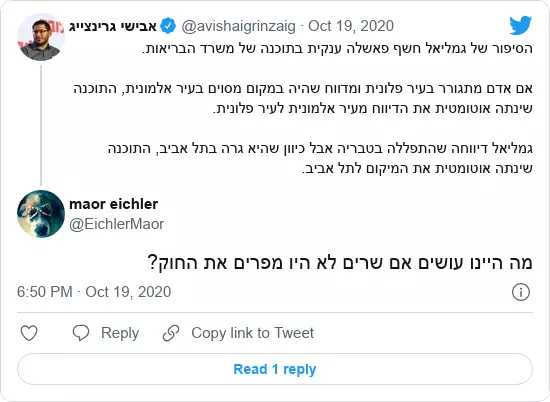 אבישי גרינצייג @avishaigrinzaig · Oct 19, 2020
הסיפור של גמליאל חשף פאשלה ענקית בתוכנה של משרד הבריאות.
אם אדם מתגורר בעיר פלונית ומדווח שהיה במקום מסוים בעיר אלמונית, התוכנה
שינתה אוטומטית את הדיווח מעיר אלמונית לעיר פלונית.
גמליאל דיווחה שהתפללה בטבריה אבל כיוון שהיא גרה בתל אביב, התוכנה
שינתה אוטומטית את המיקום לתל אביב.
maor eichler
@EichlerMaor
מה היינו עושים אם שרים לא היו מפרים את החוק?
6:50 PM · Oct 19, 2020
Reply
Copy link to Tweet
Read 1 reply